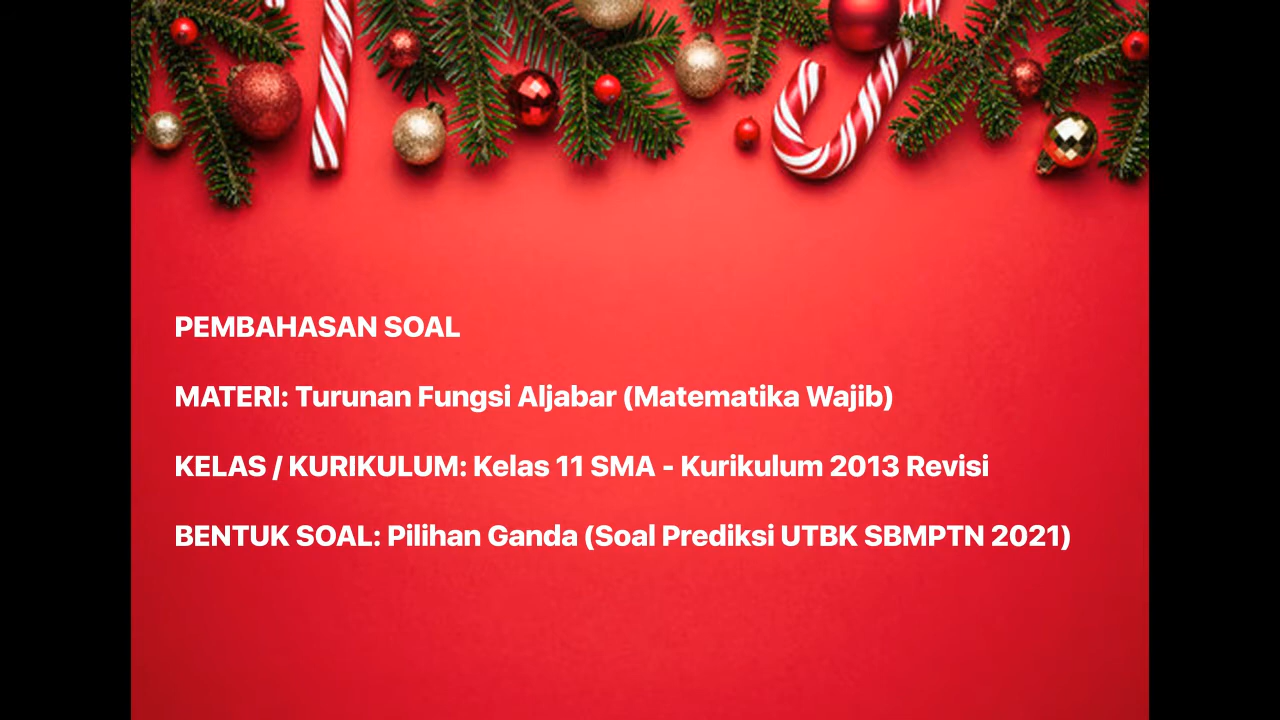 PEMBAHASAN SOAL
MATERI: Turunan Fungsi Aljabar (Matematika Wajib)
KELAS / KURIKULUM: Kelas 11 SMA - Kurikulum 2013 Revisi
BENTUK SOAL: Pilihan Ganda (Soal Prediksi UTBK SBMPTN 2021)